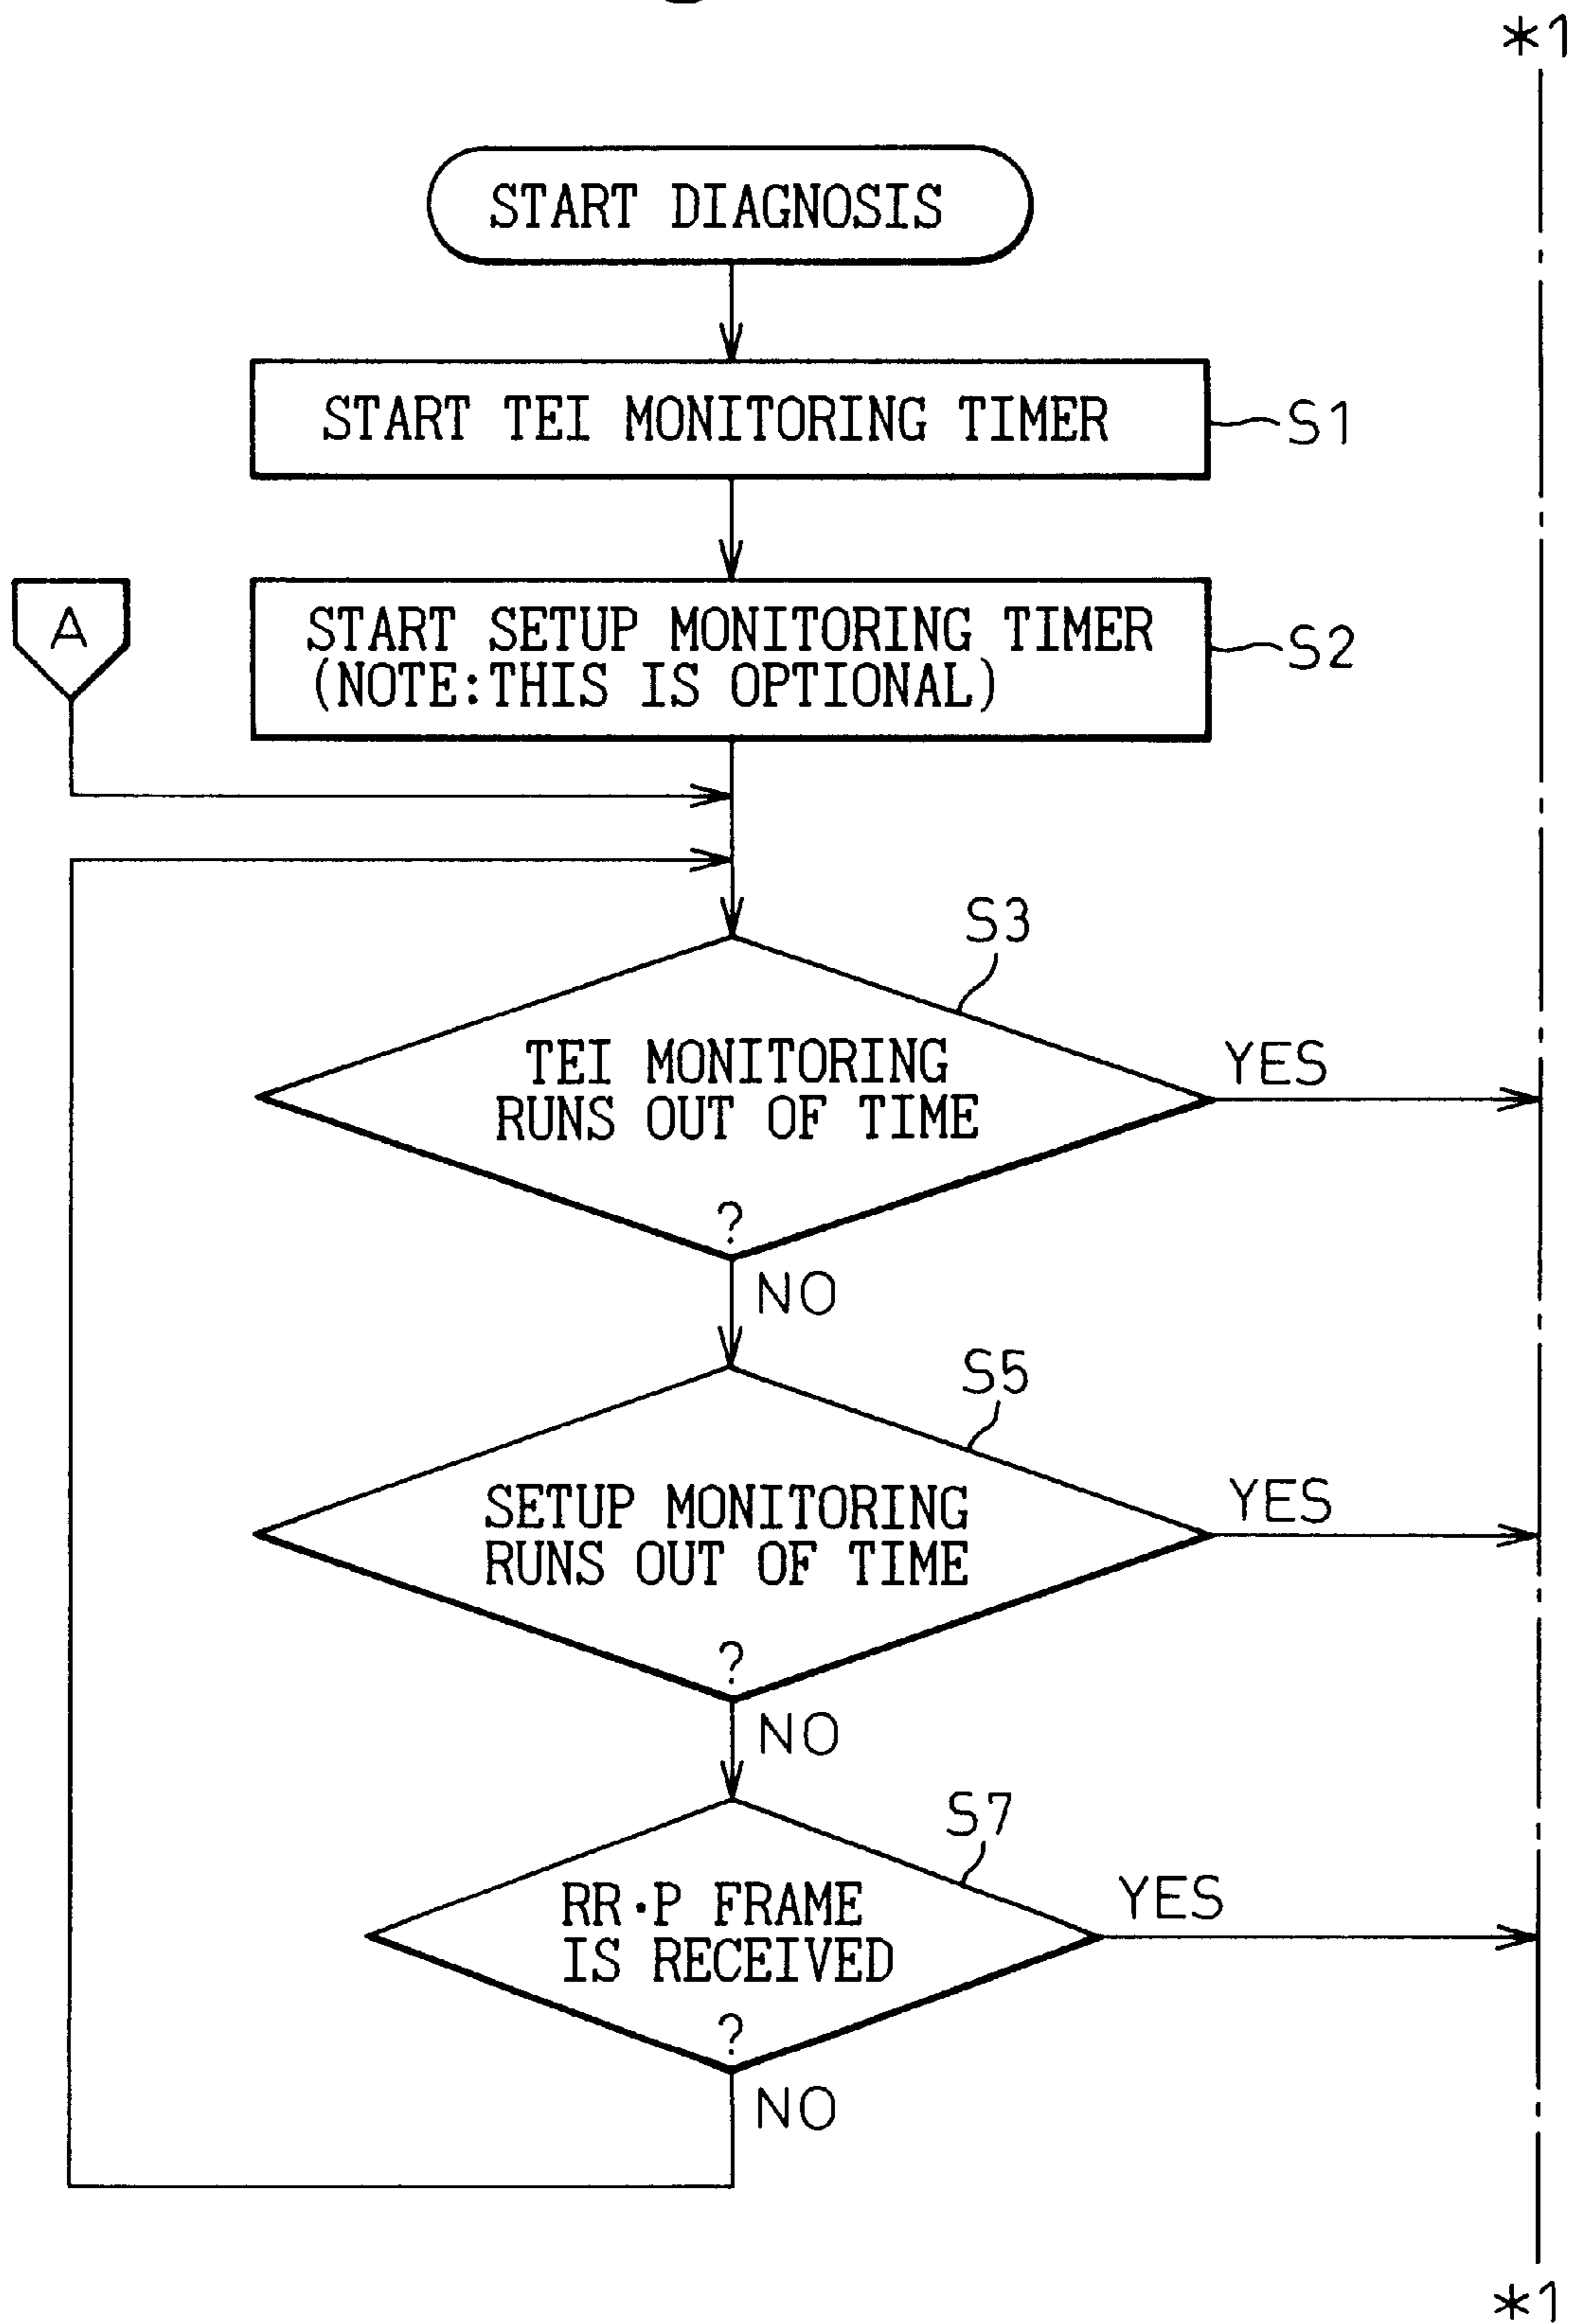 *1
START DIAGNOSIS
START TEI MONITORING TIMER
S1
A
START SETUP MONITORING TIMER
(NOTE:THIS IS OPTIONAL)
S2
S3
TEI MONITORING
RUNS OUT OF TIME
?
YES
NO
S5
SETUP MONITORING
RUNS OUT OF TIME
?
YES
NO
S7
RR·P FRAME
IS RECEIVED
?
YES
NO
*1